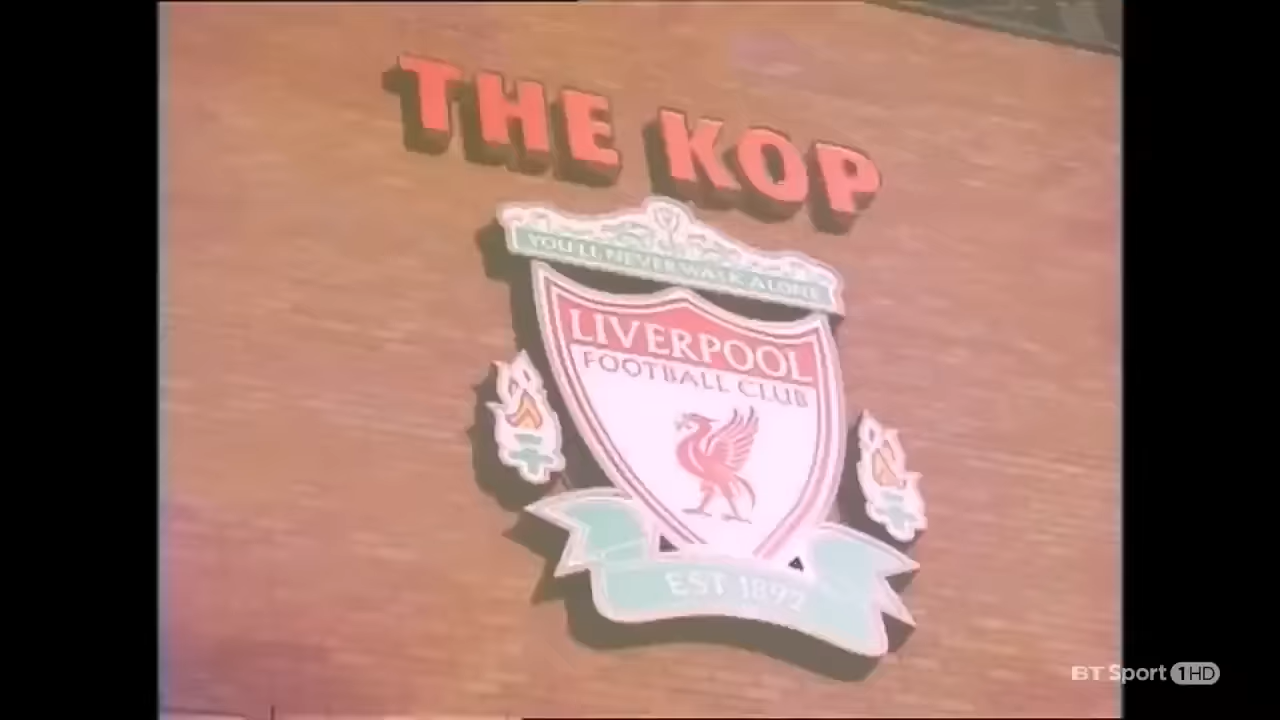 THE KOP
YOU'LL NEVER WALK ALONE
LIVERPOOL
FOOTBALL CLUB
EST 1892
BT Sport 1HD